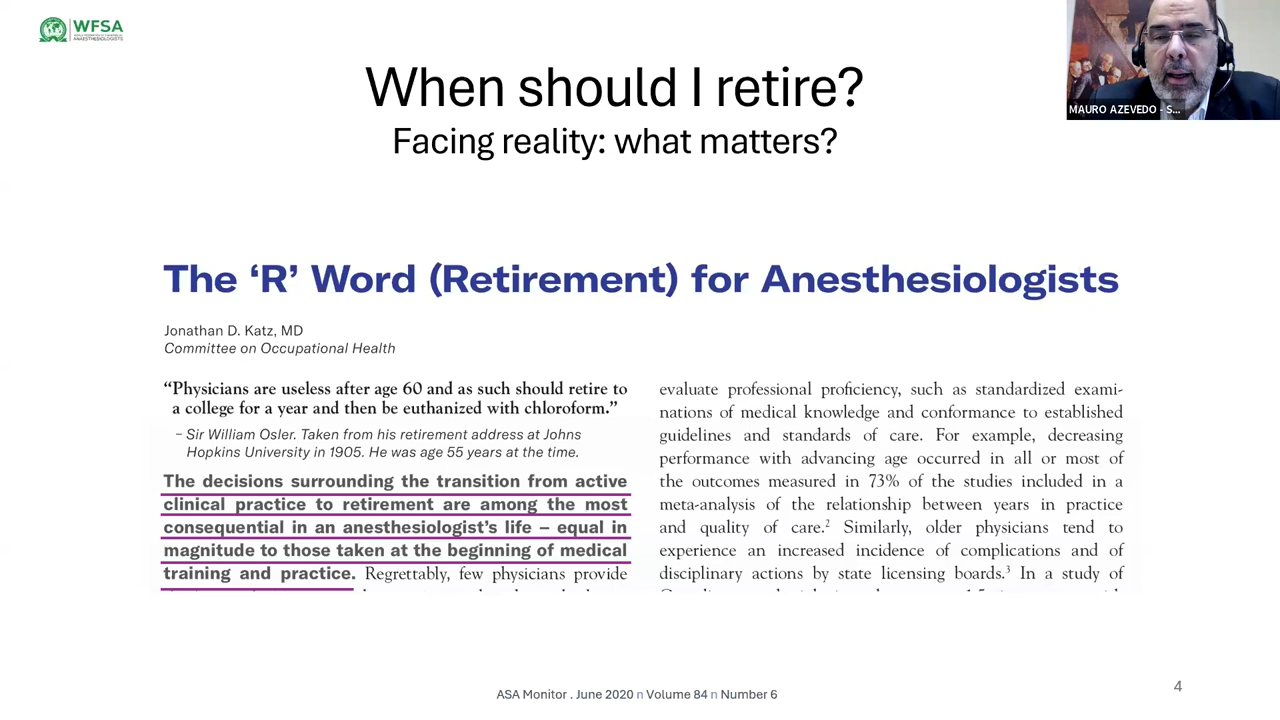 WFSA
WORLD FEDERATION OF SOCIETIES OF
ANAESTHESIOLOGISTS
MAURO AZEVEDO - S...
When should I retire?
Facing reality: what matters?
The ‘R’ Word (Retirement) for Anesthesiologists
Jonathan D. Katz, MD
Committee on Occupational Health
“Physicians are useless after age 60 and as such should retire to
a college for a year and then be euthanized with chloroform.”
– Sir William Osler. Taken from his retirement address at Johns
Hopkins University in 1905. He was age 55 years at the time.
The decisions surrounding the transition from active
clinical practice to retirement are among the most
consequential in an anesthesiologist’s life – equal in
magnitude to those taken at the beginning of medical
training and practice. Regrettably, few physicians provide
evaluate professional proficiency, such as standardized exami-
nations of medical knowledge and conformance to established
guidelines and standards of care. For example, decreasing
performance with advancing age occurred in all or most of
the outcomes measured in 73% of the studies included in a
meta-analysis of the relationship between years in practice
and quality of care.² Similarly, older physicians tend to
experience an increased incidence of complications and of
disciplinary actions by state licensing boards.³ In a study of
ASA Monitor . June 2020 n Volume 84 n Number 6
4